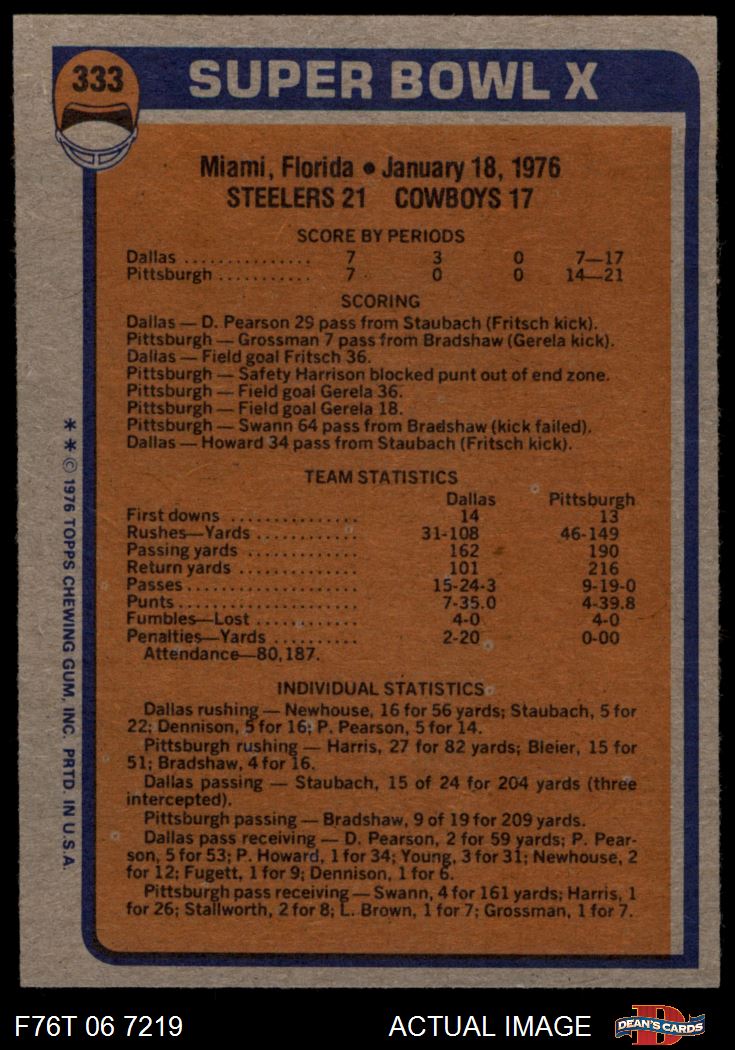 333
SUPER BOWL X
Miami, Florida • January 18, 1976
STEELERS 21 COWBOYS 17
SCORE BY PERIODS
Dallas ............... 7 3 0 7—17
Pittsburgh ........... 7 0 0 14—21
SCORING
Dallas — D. Pearson 29 pass from Staubach (Fritsch kick).
Pittsburgh — Grossman 7 pass from Bradshaw (Gerela kick).
Dallas — Field goal Fritsch 36.
Pittsburgh — Safety Harrison blocked punt out of end zone.
Pittsburgh — Field goal Gerela 36.
Pittsburgh — Field goal Gerela 18.
Pittsburgh — Swann 64 pass from Bradshaw (kick failed).
Dallas — Howard 34 pass from Staubach (Fritsch kick).
TEAM STATISTICS
Dallas Pittsburgh
First downs ............... 14 13
Rushes—Yards ............ 31-108 46-149
Passing yards ............. 162 190
Return yards .............. 101 216
Passes ..................... 15-24-3 9-19-0
Punts ..................... 7-35.0 4-39.8
Fumbles—Lost ............. 4-0 4-0
Penalties—Yards .......... 2-20 0-00
Attendance—80,187.
INDIVIDUAL STATISTICS
Dallas rushing — Newhouse, 16 for 56 yards; Staubach, 5 for
22; Dennison, 5 for 16; P. Pearson, 5 for 14.
Pittsburgh rushing — Harris, 27 for 82 yards; Bleier, 15 for
51; Bradshaw, 4 for 16.
Dallas passing — Staubach, 15 of 24 for 204 yards (three
intercepted).
Pittsburgh passing — Bradshaw, 9 of 19 for 209 yards.
Dallas pass receiving — D. Pearson, 2 for 59 yards; P. Pear-
son, 5 for 53; P. Howard, 1 for 34; Young, 3 for 31; Newhouse, 2
for 12; Fugett, 1 for 9; Dennison, 1 for 6.
Pittsburgh pass receiving — Swann, 4 for 161 yards; Harris, 1
for 26; Stallworth, 2 for 8; L. Brown, 1 for 7; Grossman, 1 for 7.
* * © 1976 TOPPS CHEWING GUM, INC. PRTD. IN U.S.A.
F76T 06 7219
ACTUAL IMAGE
D
DEAN'S CARDS